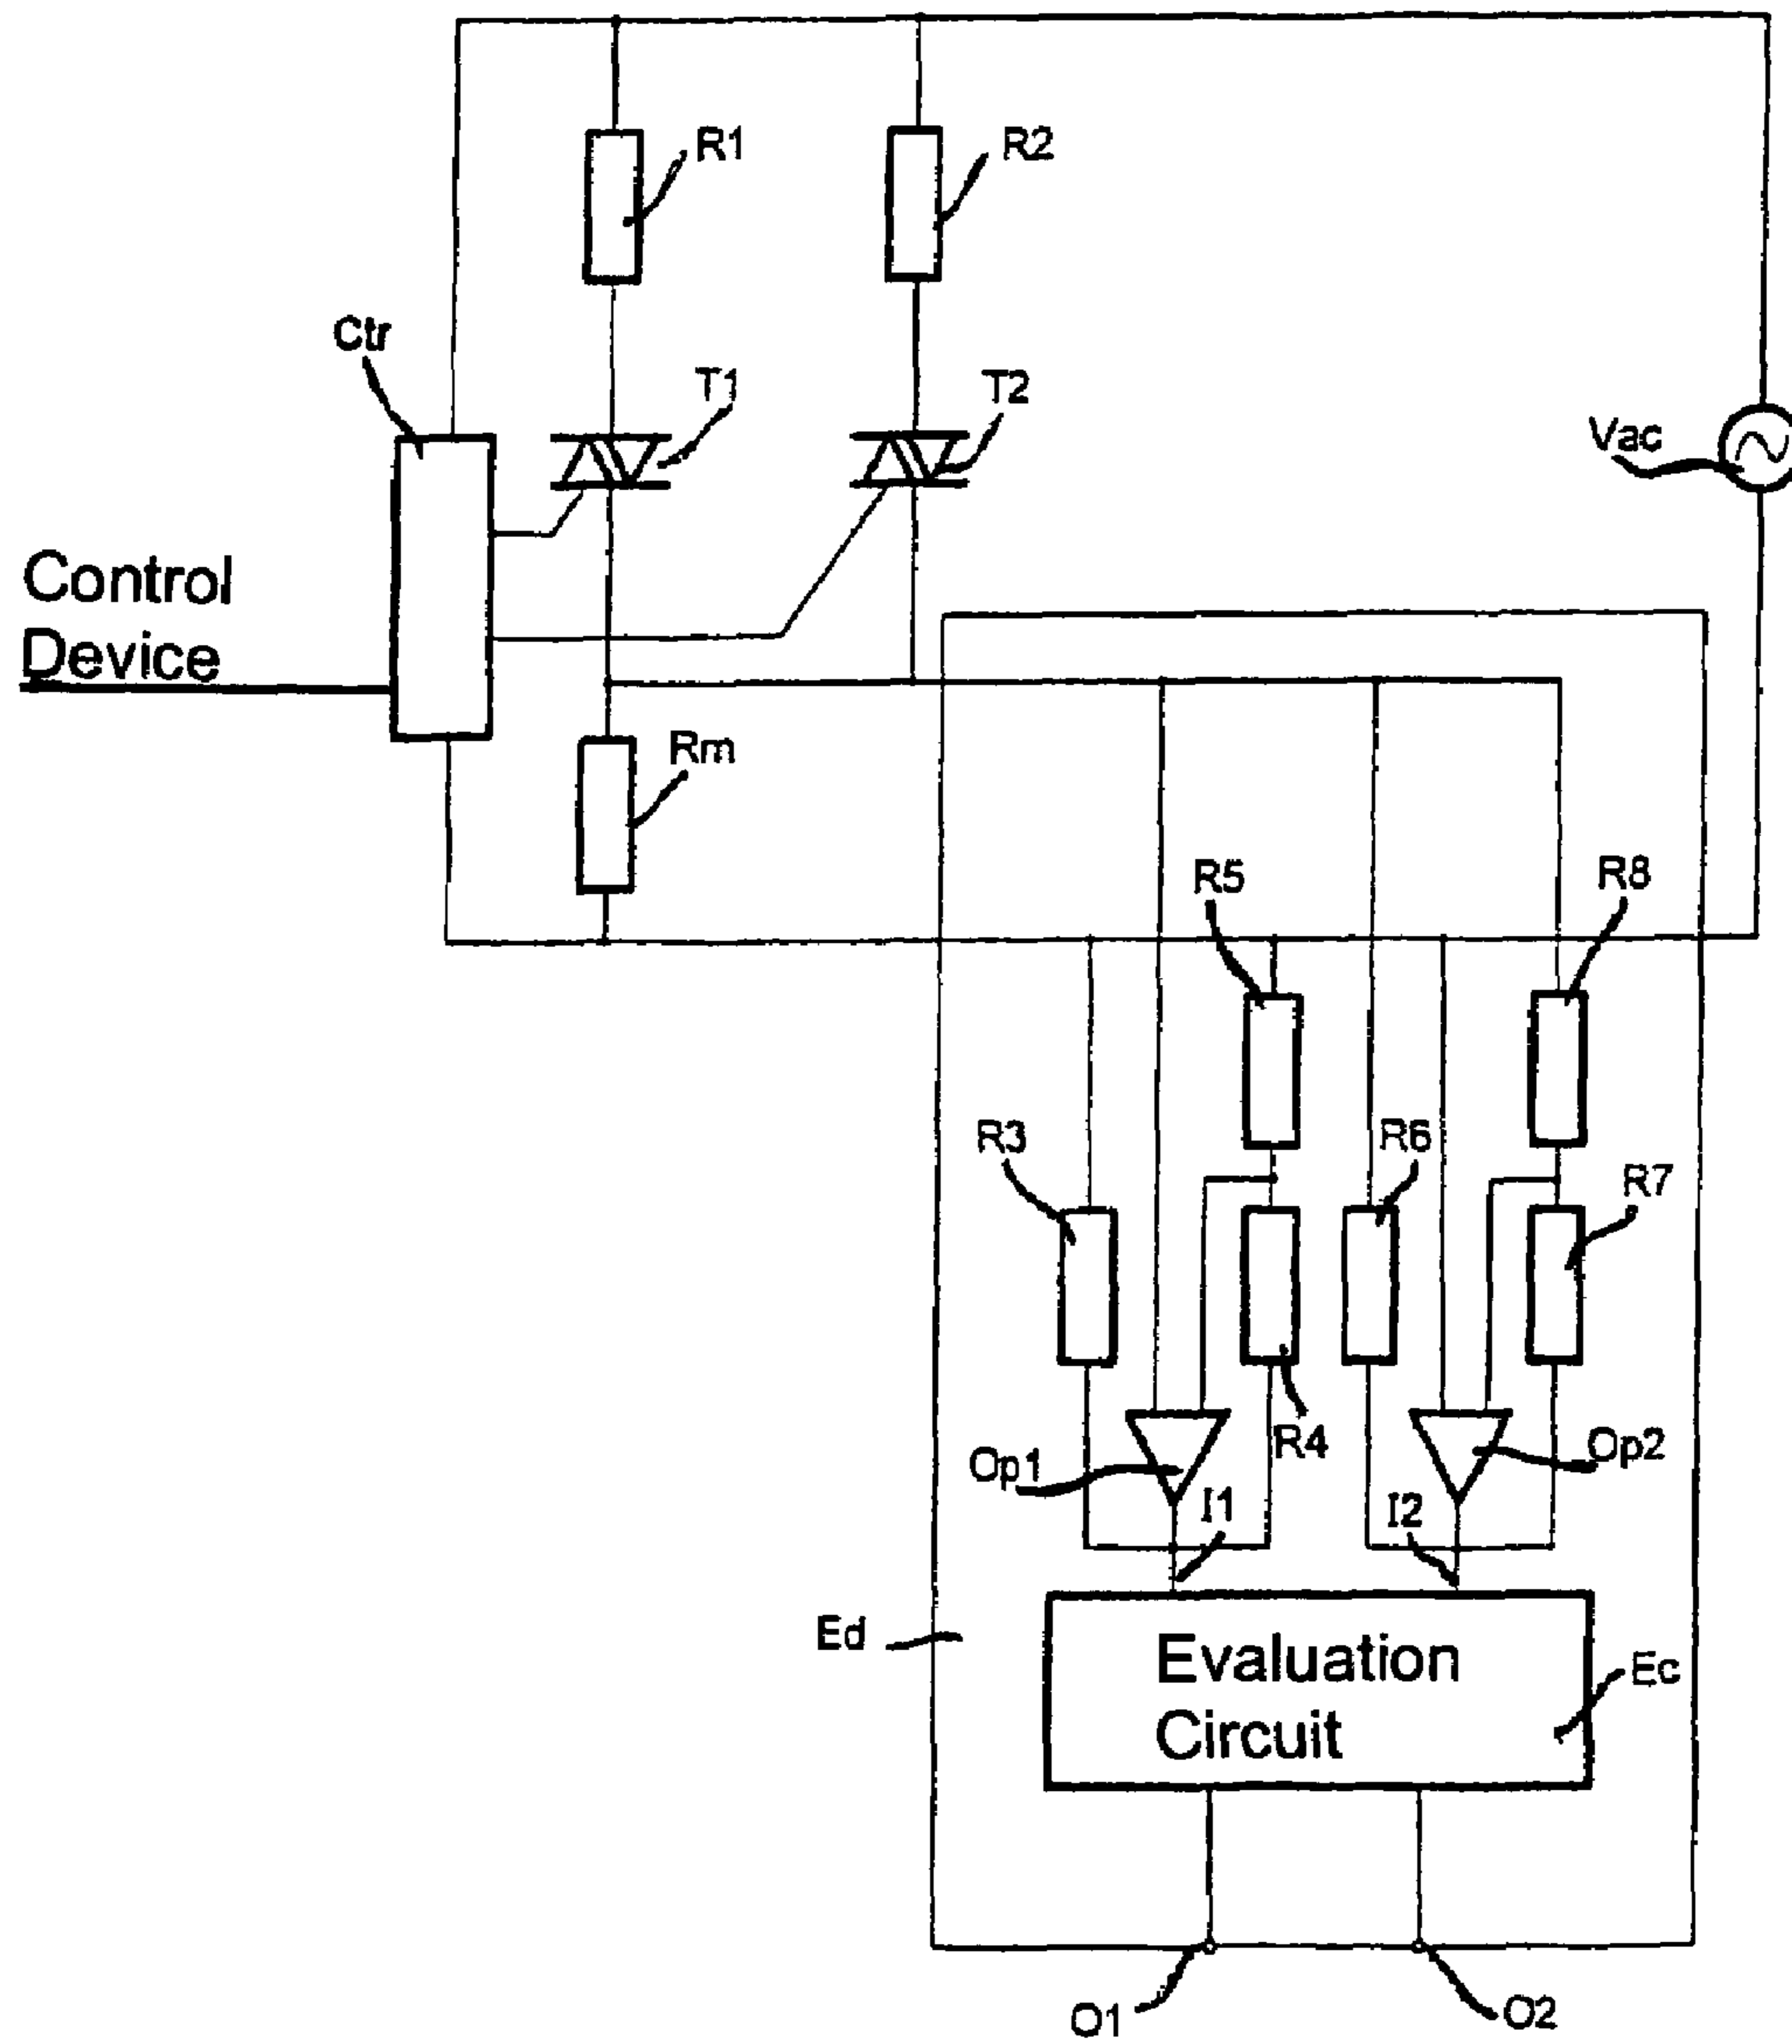 R1
R2
Ctr
T1
T2
Vac
Control
Device
Rm
R5
R8
R3
R6
R7
Op1
I1
R4
I2
Op2
Ed
Evaluation
Circuit
Ec
O1
O2